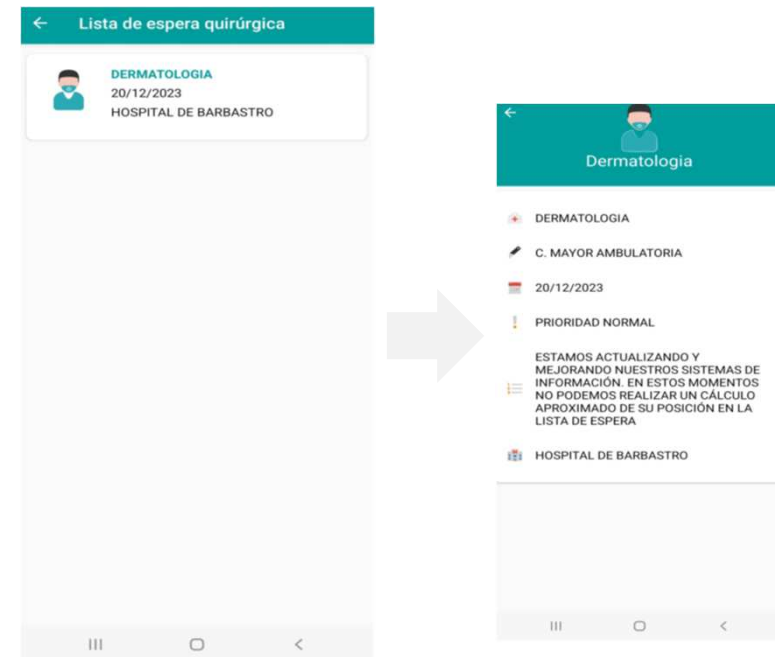 Lista de espera quirúrgica
DERMATOLOGIA
20/12/2023
HOSPITAL DE BARBASTRO
Dermatologia
DERMATOLOGIA
C. MAYOR AMBULATORIA
20/12/2023
PRIORIDAD NORMAL
ESTAMOS ACTUALIZANDO Y
MEJORANDO NUESTROS SISTEMAS DE
INFORMACIÓN. EN ESTOS MOMENTOS
NO PODEMOS REALIZAR UN CÁLCULO
APROXIMADO DE SU POSICIÓN EN LA
LISTA DE ESPERA
HOSPITAL DE BARBASTRO